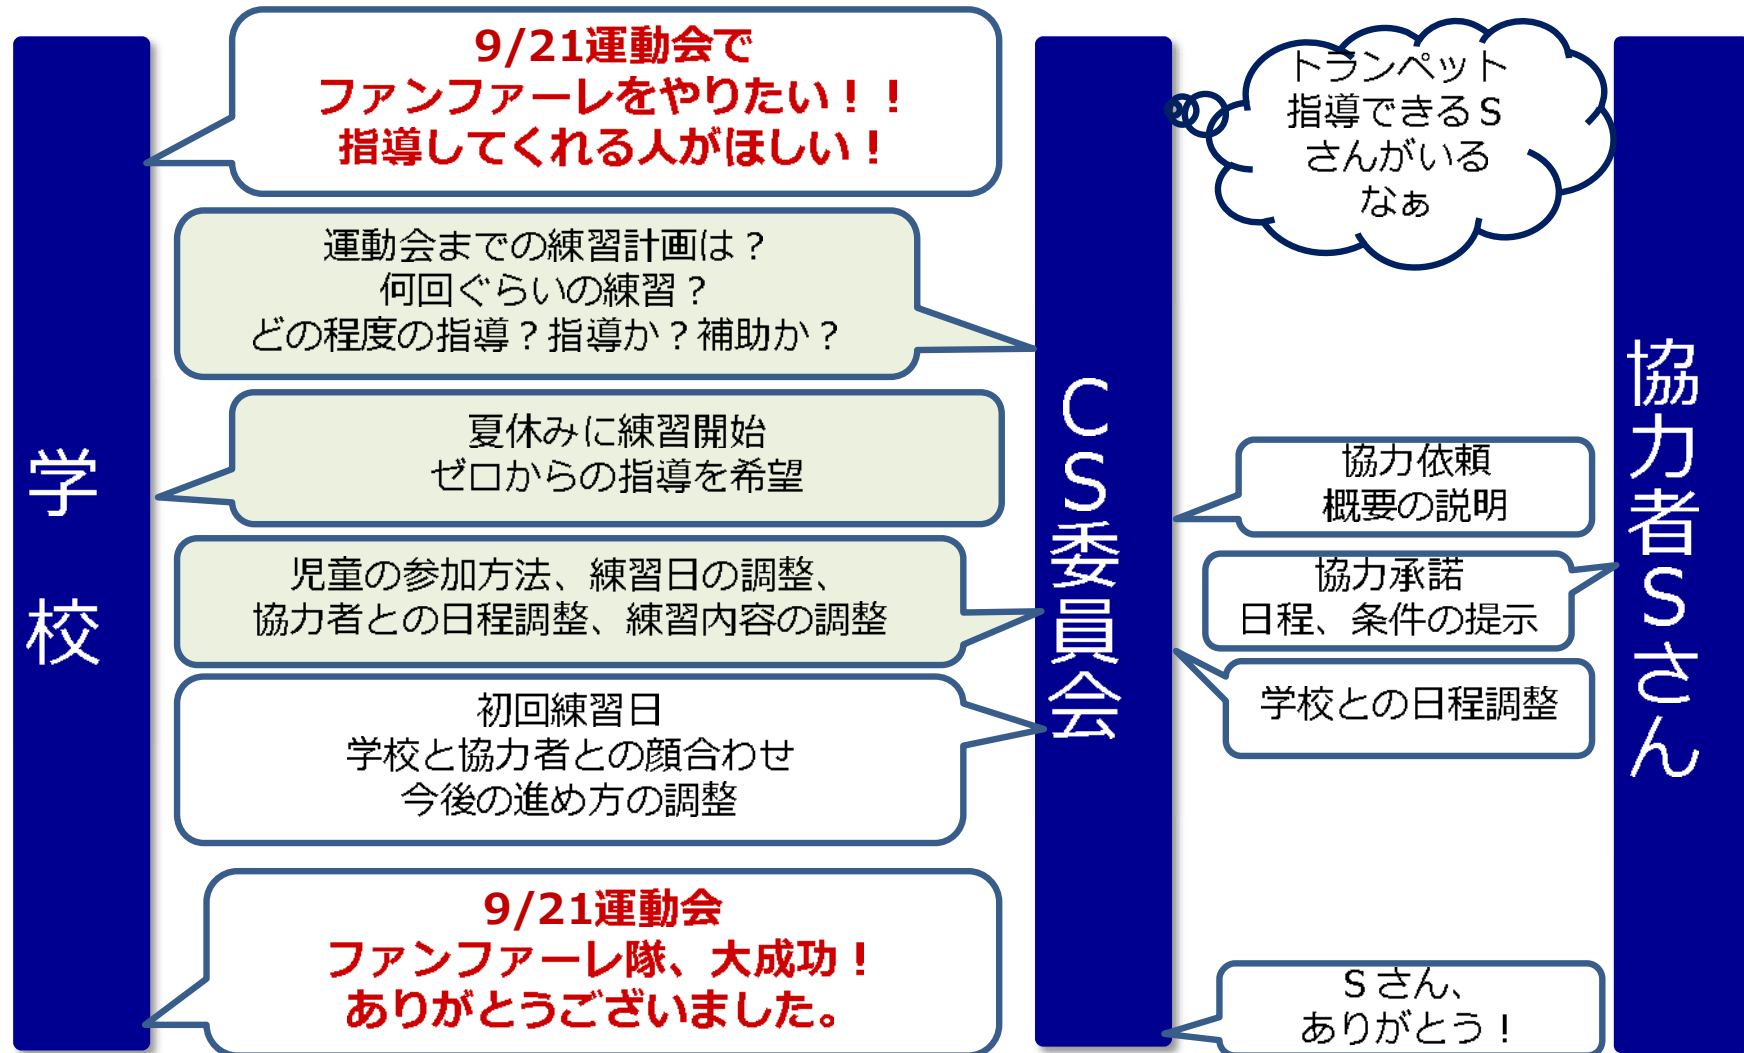 学校
9/21運動会で
ファンファーレをやりたい！！
指導してくれる人がほしい！
運動会までの練習計画は？
何回ぐらいの練習？
どの程度の指導？指導か？補助か？
夏休みに練習開始
ゼロからの指導を希望
児童の参加方法、練習日の調整、
協力者との日程調整、練習内容の調整
初回練習日
学校と協力者との顔合わせ
今後の進め方の調整
9/21運動会
ファンファーレ隊、大成功！
ありがとうございました。
ＣＳ委員会
トランペット
指導できるＳ
さんがいる
なぁ
協力依頼
概要の説明
協力承諾
日程、条件の提示
学校との日程調整
Ｓさん、
ありがとう！
協力者Ｓさん